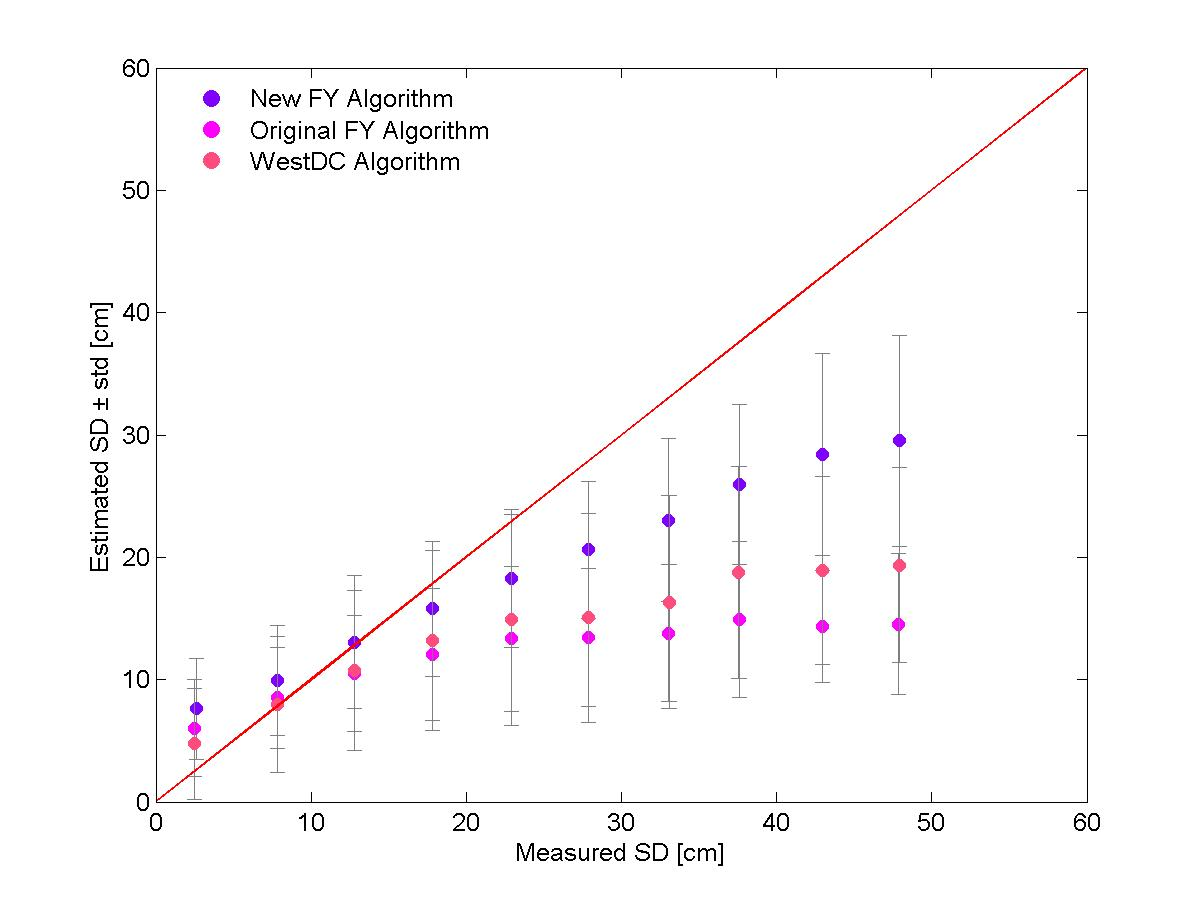 60
50
40
30
20
10
0
New FY Algorithm
Original FY Algorithm
WestDC Algorithm
Estimated SD ± std [cm]
0 10 20 30 40 50 60
Measured SD [cm]